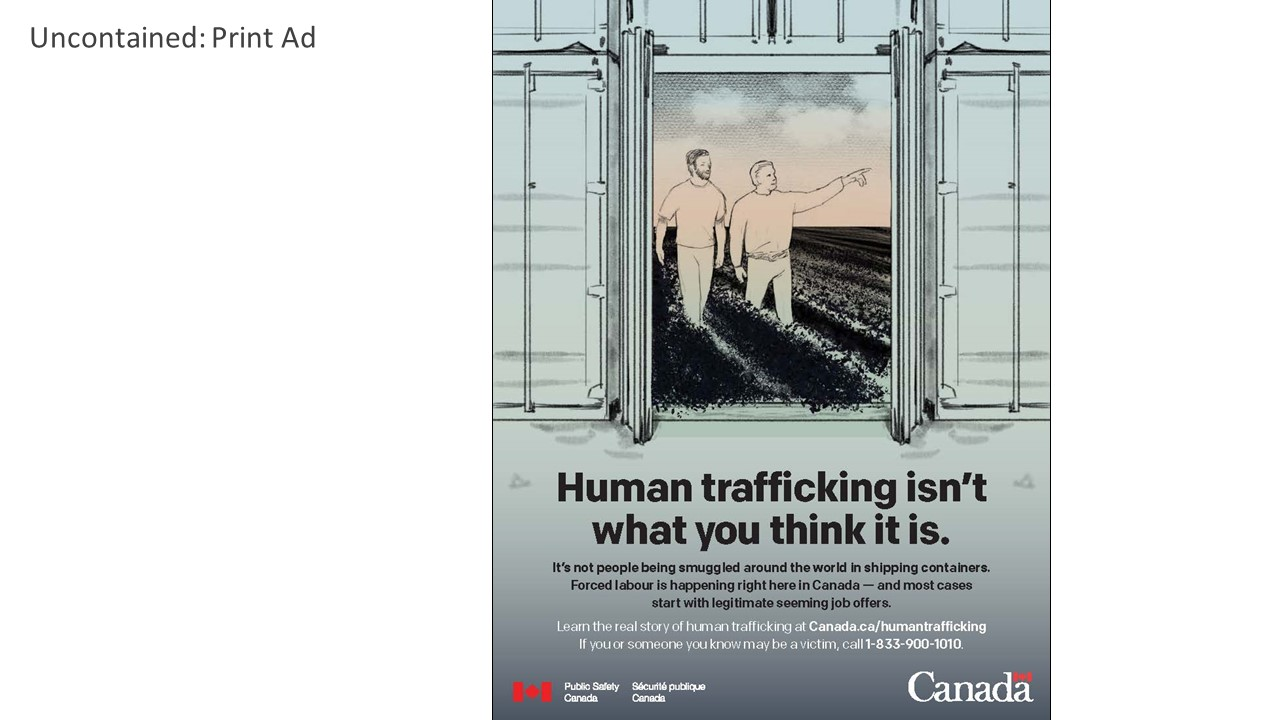 Uncontained: Print Ad
Human trafficking isn’t
what you think it is.
It’s not people being smuggled around the world in shipping containers.
Forced labour is happening right here in Canada — and most cases
start with legitimate seeming job offers.
Learn the real story of human trafficking at Canada.ca/humantrafficking
If you or someone you know may be a victim, call 1-833-900-1010.
Public Safety Sécurité publique
Canada Canada
Canada